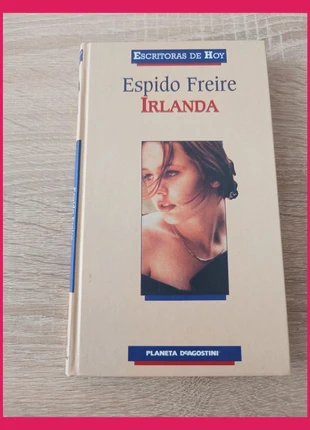 ESCRITORAS DE HOY
Espido Freire
IRLANDA
PLANETA DEAGOSTINI